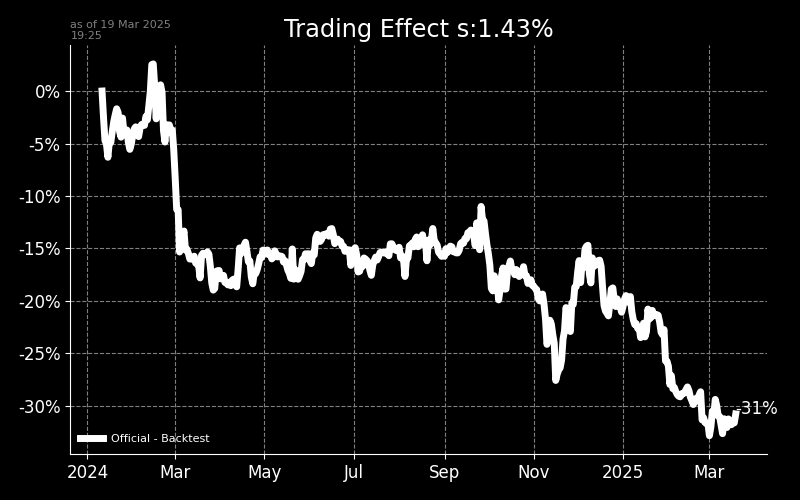 as of 19 Mar 2025
19:25
Trading Effect s:1.43%
0%
-5%
-10%
-15%
-20%
-25%
-30%
-31%
Official - Backtest
2024 Mar May Jul Sep Nov 2025 Mar